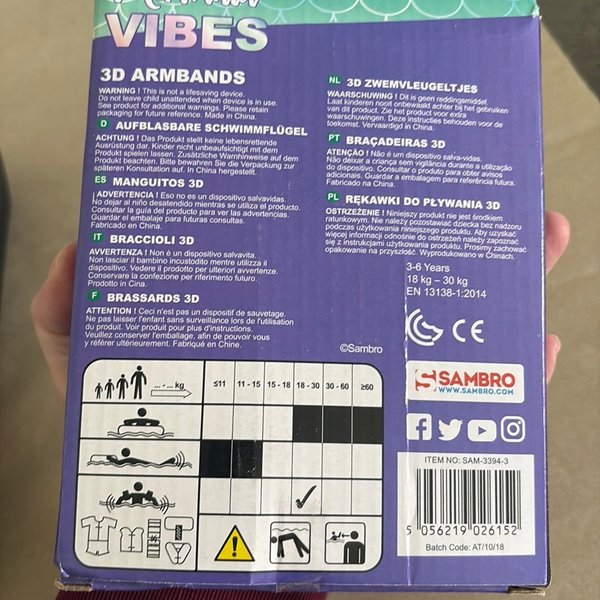 VIBES
3D ARMBANDS
WARNING ! This is not a lifesaving device.
Do not leave child unattended when device is in use.
See product for additional warnings. Please retain
packaging for future reference. Made in China.
D AUFBLASBARE SCHWIMMFLÜGEL
ACHTUNG ! Das Produkt stellt keine lebensrettende
Ausrüstung dar. Kinder nicht unbeaufsichtigt mit dem
Produkt spielen lassen. Zusätzliche Warnhinweise auf dem
Produkt beachten. Bitte bewahren Sie die Verpackung zur
späteren Konsultation auf. In China hergestellt.
ES MANGUITOS 3D
¡ ADVERTENCIA ! Eso no es un dispositivo salvavidas.
No dejar al niño desatendido mientras se utiliza el producto.
Consultar la guía del producto para ver las advertencias.
Guardar el embalaje para futuras consultas.
Fabricado en China.
IT BRACCIOLI 3D
AVVERTENZA ! Non è un dispositivo salvavita.
Non lasciar il bambino incustodito mentre utilizza il
dispositivo. Vedere il prodotto per ulteriori avvertenze.
Conservare la confezione per riferimento futuro.
Prodotto in Cina.
F BRASSARDS 3D
ATTENTION ! Ceci n'est pas un dispositif de sauvetage.
Ne pas laisser l'enfant sans surveillance lors de l'utilisation
du produit. Voir produit pour plus d'instructions.
Veuillez conserver l'emballage, afin de pouvoir vous
y référer ultérieurement. Fabriqué en Chine.
©Sambro
NL 3D ZWEMVLEUGELTJES
WAARSCHUWING ! Dit is geen reddingsmiddel.
Laat kinderen nooit onbewaakt achter bij het gebruiken
van dit product. Zie het product voor extra
waarschuwingen. Deze instructies behouden voor de
toekomst. Vervaardigd in China.
PT BRAÇADEIRAS 3D
ATENÇÃO ! Não é um dispositivo salva-vidas.
Não deixar a criança sem vigilância durante a utilização
do dispositivo. Consultar o produto para obter avisos
adicionais. Guardar a embalagem para referência futura.
Fabricado na China.
PL RĘKAWKI DO PŁYWANIA 3D
OSTRZEŻENIE ! Niniejszy produkt nie jest środkiem
ratunkowym. Nie należy pozostawiać dziecka bez nadzoru
podczas użytkowania niniejszego produktu. Aby uzyskać
więcej informacji odnośnie do ostrzeżeń należy zapoznać
się z instrukcjami użytkowania produktu. Prosimy zachować
opakowanie na przyszłość. Wyprodukowano w Chinach.
3-6 Years
18 kg – 30 kg
EN 13138-1:2014
CE
SAMBRO
WWW.SAMBRO.COM
... - ... kg ≤11 11 - 15 15 - 18 18 - 30 30 - 60 ≥60
ITEM NO: SAM-3394-3
5 056219 026152
Batch Code: AT/10/18